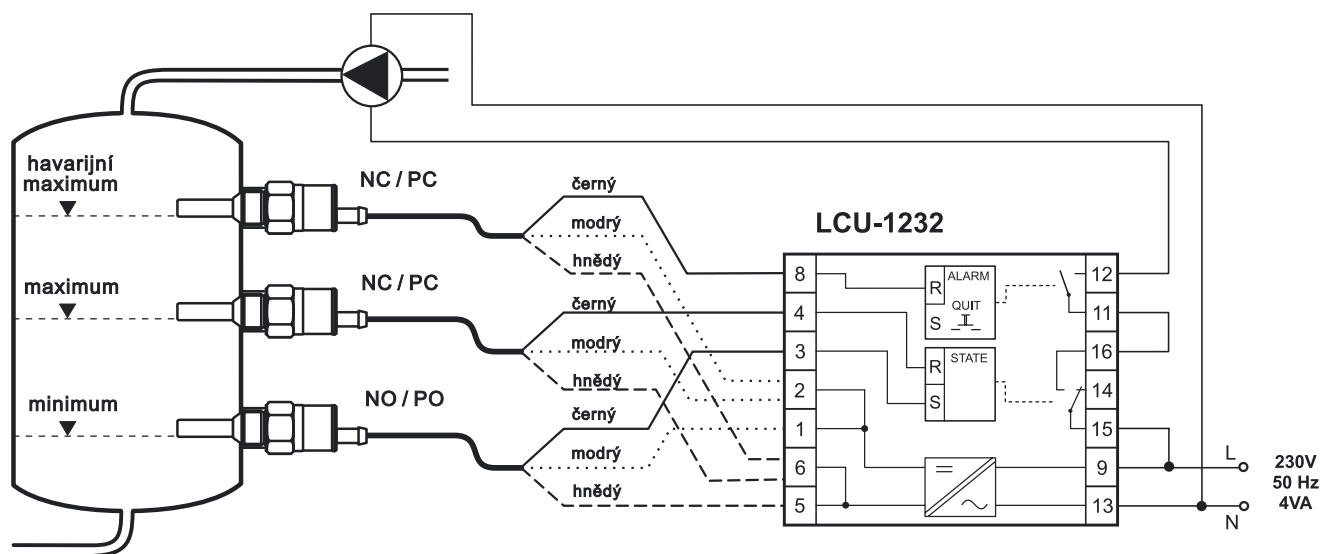 havarijní
maximum
maximum
minimum
NC / PC
NC / PC
NO / PO
černý
modrý
hnědý
černý
modrý
hnědý
černý
modrý
hnědý
LCU-1232
8
4
3
2
1
6
5
R
ALARM
QUIT
S
R
STATE
S
12
11
16
14
15
9
13
L
N
230V
50 Hz
4VA